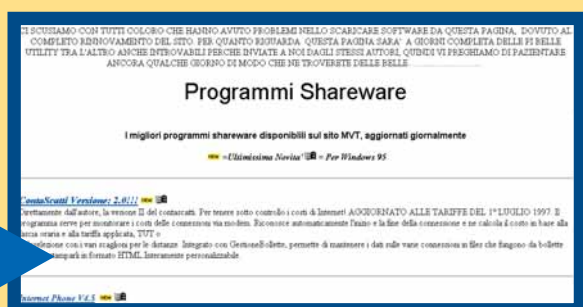 CI SCUSIAMO CON TUTTI COLORO CHE HANNO AVUTO PROBLEMI NELLO SCARICARE SOFTWARE DA QUESTA PAGINA, DOVUTO AL
COMPLETO RINNOVAMENTO DEL SITO. PER QUANTO RIGUARDA QUESTA PAGINA SARA' A GIORNI COMPLETA DELLE PI BELLE
UTILITY TRA L'ALTRO ANCHE INTROVABILI PERCHE INVIATE A NOI DAGLI STESSI AUTORI, QUINDI VI PREGHIAMO DI PAZIENTARE
ANCORA QUALCHE GIORNO DI MODO CHE NE TROVERETE DELLE BELLE
Programmi Shareware
I migliori programmi shareware disponibili sul sito MVT, aggiornati giornalmente
NEW =Ultimissima Novita' = Per Windows 95
ContaScatti Versione: 2.0!!! NEW
Direttamente dall'autore, la versione II del contascatti. Per tenere sotto controllo i costi di Internet! AGGIORNATO ALLE TARIFFE DEL 1° LUGLIO 1997. Il
programma serve per monitorare i costi delle connessioni via modem. Riconosce automaticamente l'inizio e la fine della connessione e ne calcola il costo in base alla
fascia oraria e alla tariffa applicata, TUT o
con i vari scaglioni per le distanze. Integrato con GestioneBollette, permette di mantenere i dati sulle varie connessioni in files che fungono da bollette
in formato HTML Interamente personalizzabile
Internet Phone V4.5 NEW